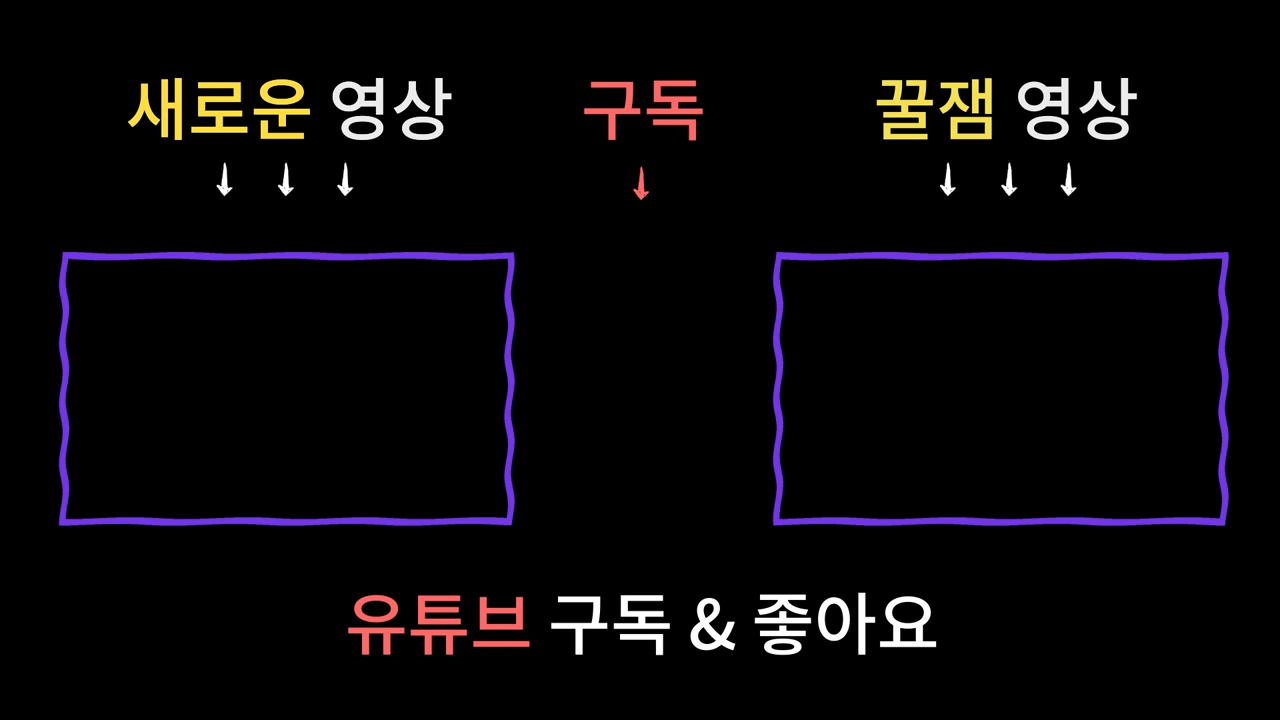 새로운 영상
구독
꿀잼 영상
유튜브 구독 & 좋아요